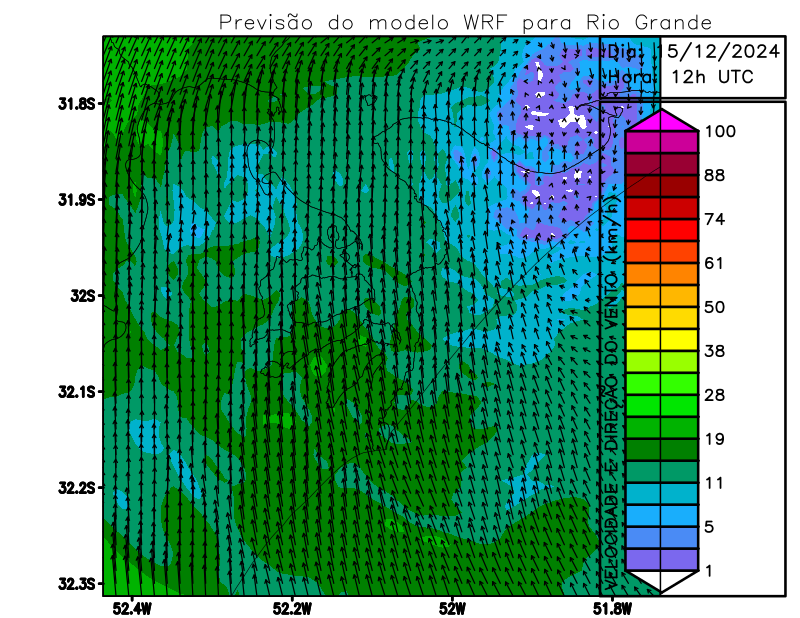 Previsão do modelo WRF para Rio Grande
Dia: 15/12/2024
Hora: 12h UTC
31.8S
31.9S
32S
32.1S
32.2S
32.3S
52.4W
52.2W
52W
51.8W
VELOCIDADE E DIREÇÃO DO VENTO (km/h)
100
88
74
61
50
38
28
19
11
5
1